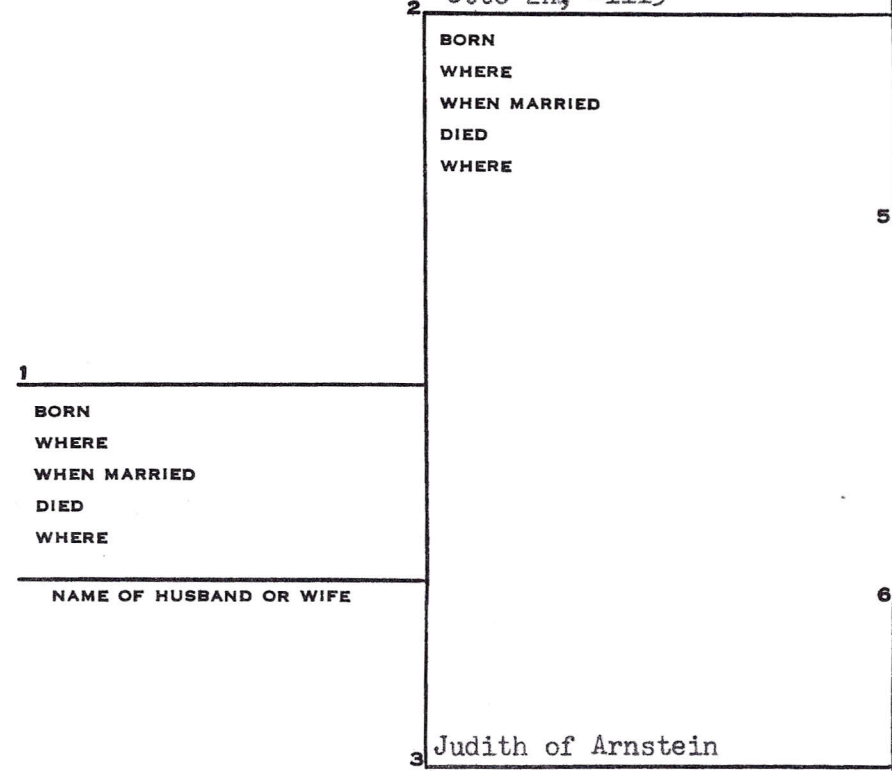 2
BORN
WHERE
WHEN MARRIED
DIED
WHERE
5
1
BORN
WHERE
WHEN MARRIED
DIED
WHERE
NAME OF HUSBAND OR WIFE
6
3 Judith of Arnstein